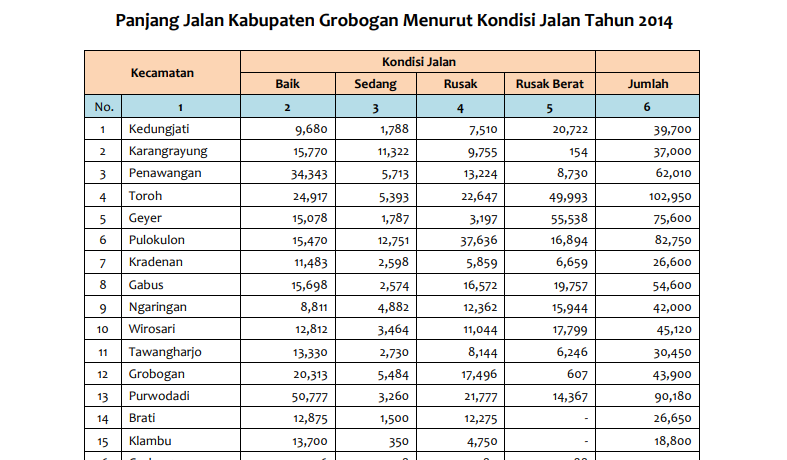 Panjang Jalan Kabupaten Grobogan Menurut Kondisi Jalan Tahun 2014
Kecamatan Kondisi Jalan
Baik Sedang Rusak Rusak Berat Jumlah
No. 1 2 3 4 5 6
1 Kedungjati 9,680 1,788 7,510 20,722 39,700
2 Karangrayung 15,770 11,322 9,755 154 37,000
3 Penawangan 34,343 5,713 13,224 8,730 62,010
4 Toroh 24,917 5,393 22,647 49,993 102,950
5 Geyer 15,078 1,787 3,197 55,538 75,600
6 Pulokulon 15,470 12,751 37,636 16,894 82,750
7 Kradenan 11,483 2,598 5,859 6,659 26,600
8 Gabus 15,698 2,574 16,572 19,757 54,600
9 Ngaringan 8,811 4,882 12,362 15,944 42,000
10 Wirosari 12,812 3,464 11,044 17,799 45,120
11 Tawangharjo 13,330 2,730 8,144 6,246 30,450
12 Grobogan 20,313 5,484 17,496 607 43,900
13 Purwodadi 50,777 3,260 21,777 14,367 90,180
14 Brati 12,875 1,500 12,275 - 26,650
15 Klambu 13,700 350 4,750 - 18,800